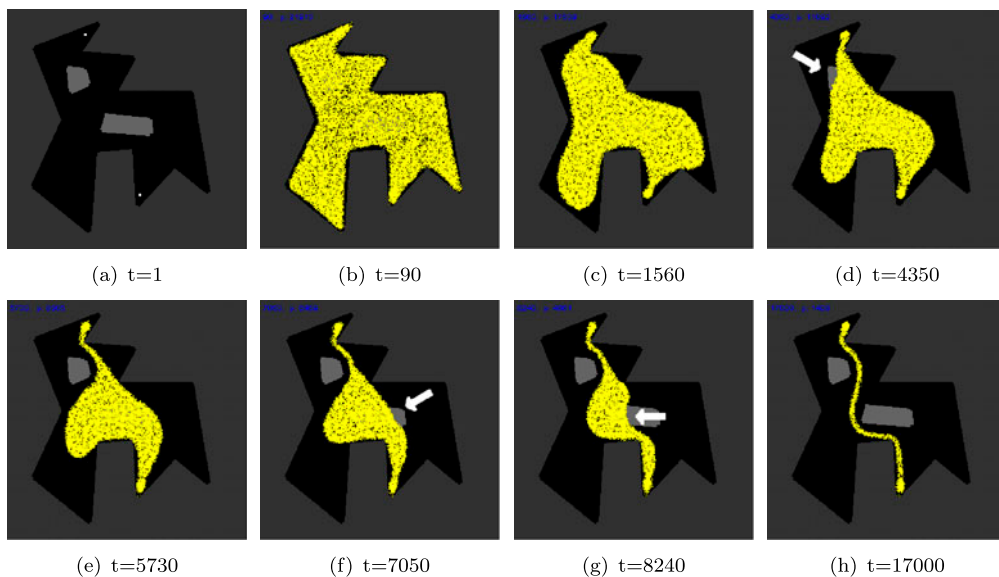 (a) t=1
(b) t=90
(c) t=1560
(d) t=4350
(e) t=5730
(f) t=7050
(g) t=8240
(h) t=17000